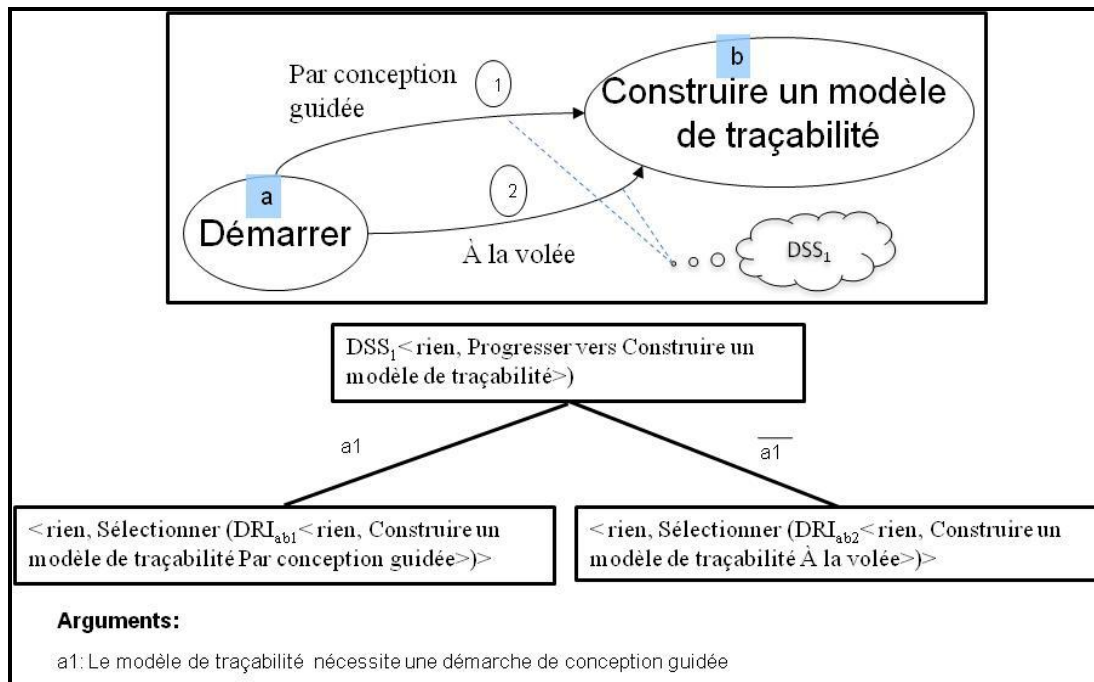 Par conception
guidée
1
b
Construire un modèle
de traçabilité
a
Démarrer
2
À la volée
DSS1
DSS1< rien, Progresser vers Construire un
modèle de traçabilité>)
a1
a1
< rien, Sélectionner (DRIab1< rien, Construire un
modèle de traçabilité Par conception guidée>)>
< rien, Sélectionner (DRIab2< rien, Construire un
modèle de traçabilité À la volée>)>
Arguments:
a1: Le modèle de traçabilité nécessite une démarche de conception guidée